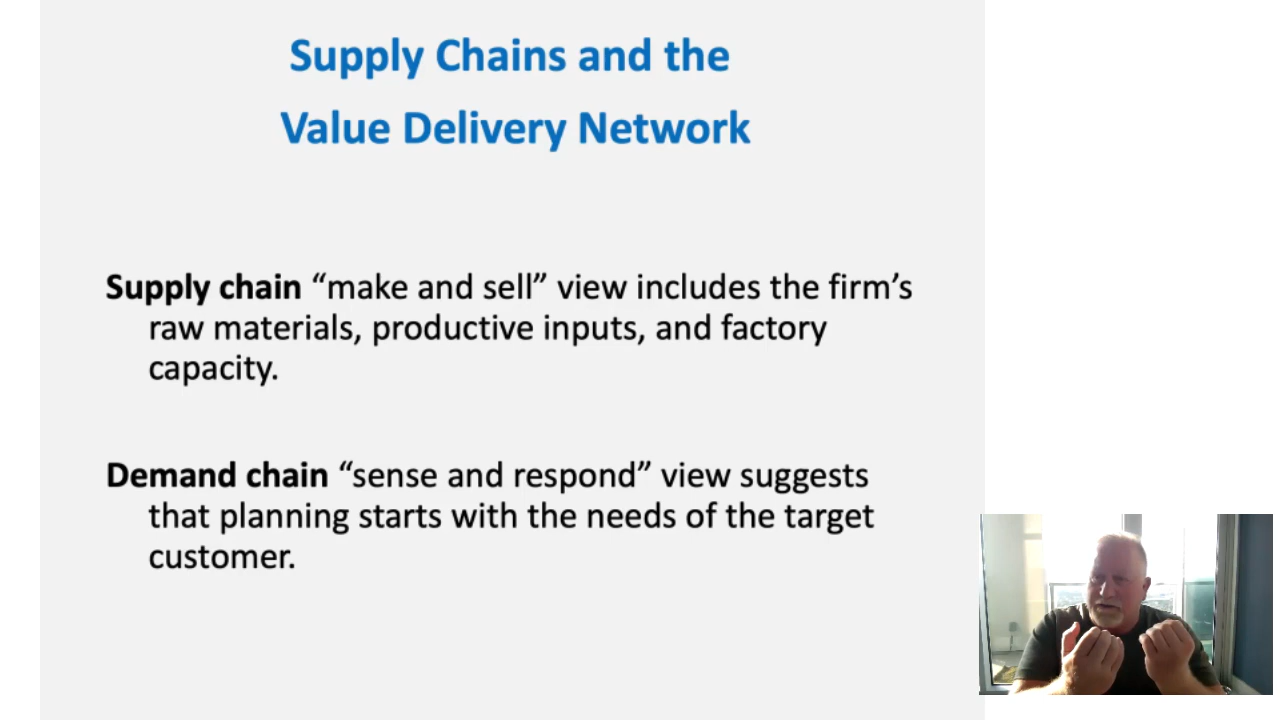 Supply Chains and the
Value Delivery Network
Supply chain “make and sell” view includes the firm’s
raw materials, productive inputs, and factory
capacity.
Demand chain “sense and respond” view suggests
that planning starts with the needs of the target
customer.